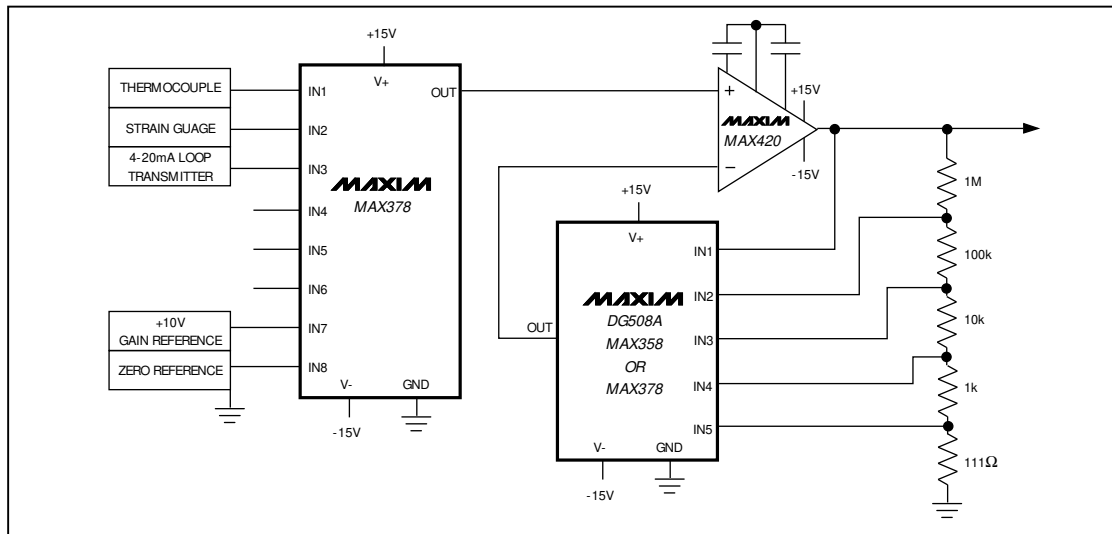 +15V
V+
THERMOCOUPLE
STRAIN GUAGE
4-20mA LOOP
TRANSMITTER
+10V
GAIN REFERENCE
ZERO REFERENCE
IN1
IN2
IN3
IN4
IN5
IN6
IN7
IN8
OUT
MAXIM
MAX378
V-
GND
-15V
+
−
+15V
MAXIM
MAX420
-15V
+15V
V+
OUT
MAXIM
DG508A
MAX358
OR
MAX378
IN1
IN2
IN3
IN4
IN5
V-
GND
-15V
1M
100k
10k
1k
111Ω